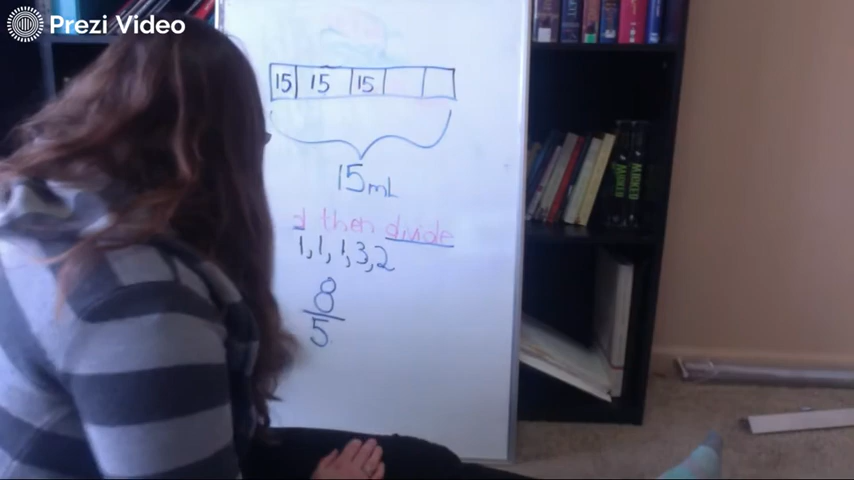 Prezi Video
15 15 15
15mL
then divide
1, 1, 1, 3, 2
8
5